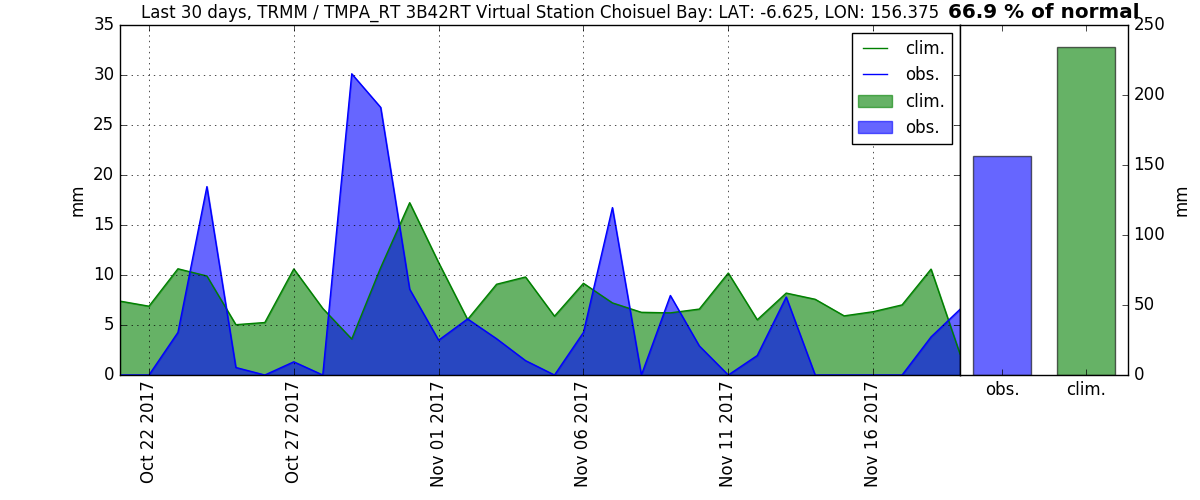 Last 30 days, TRMM / TMPA_RT 3B42RT Virtual Station Choisuel Bay: LAT: -6.625, LON: 156.375
66.9 % of normal
35
30
25
20
15
10
5
0
mm
clim.
obs.
clim.
obs.
Oct 22 2017
Oct 27 2017
Nov 01 2017
Nov 06 2017
Nov 11 2017
Nov 16 2017
250
200
150
100
50
0
mm
obs.
clim.